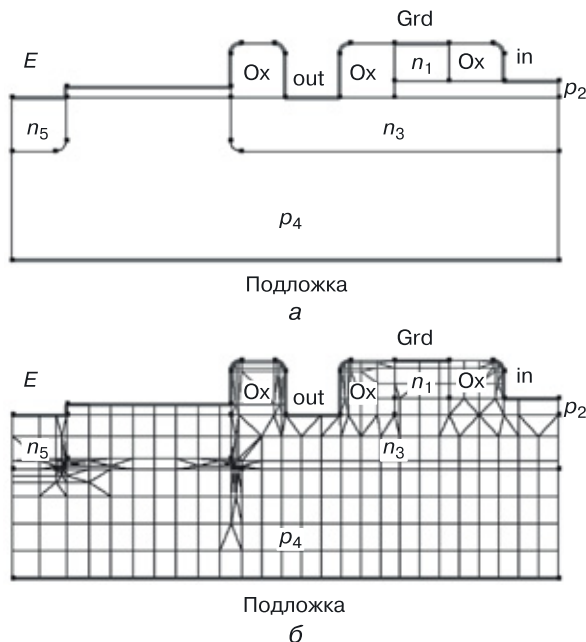 Grd
E Ox out Ox n1 Ox in
p2
n5 n3
p4
Подложка
а
Grd
E Ox out Ox n1 Ox in
p2
n5 n3
p4
Подложка
б